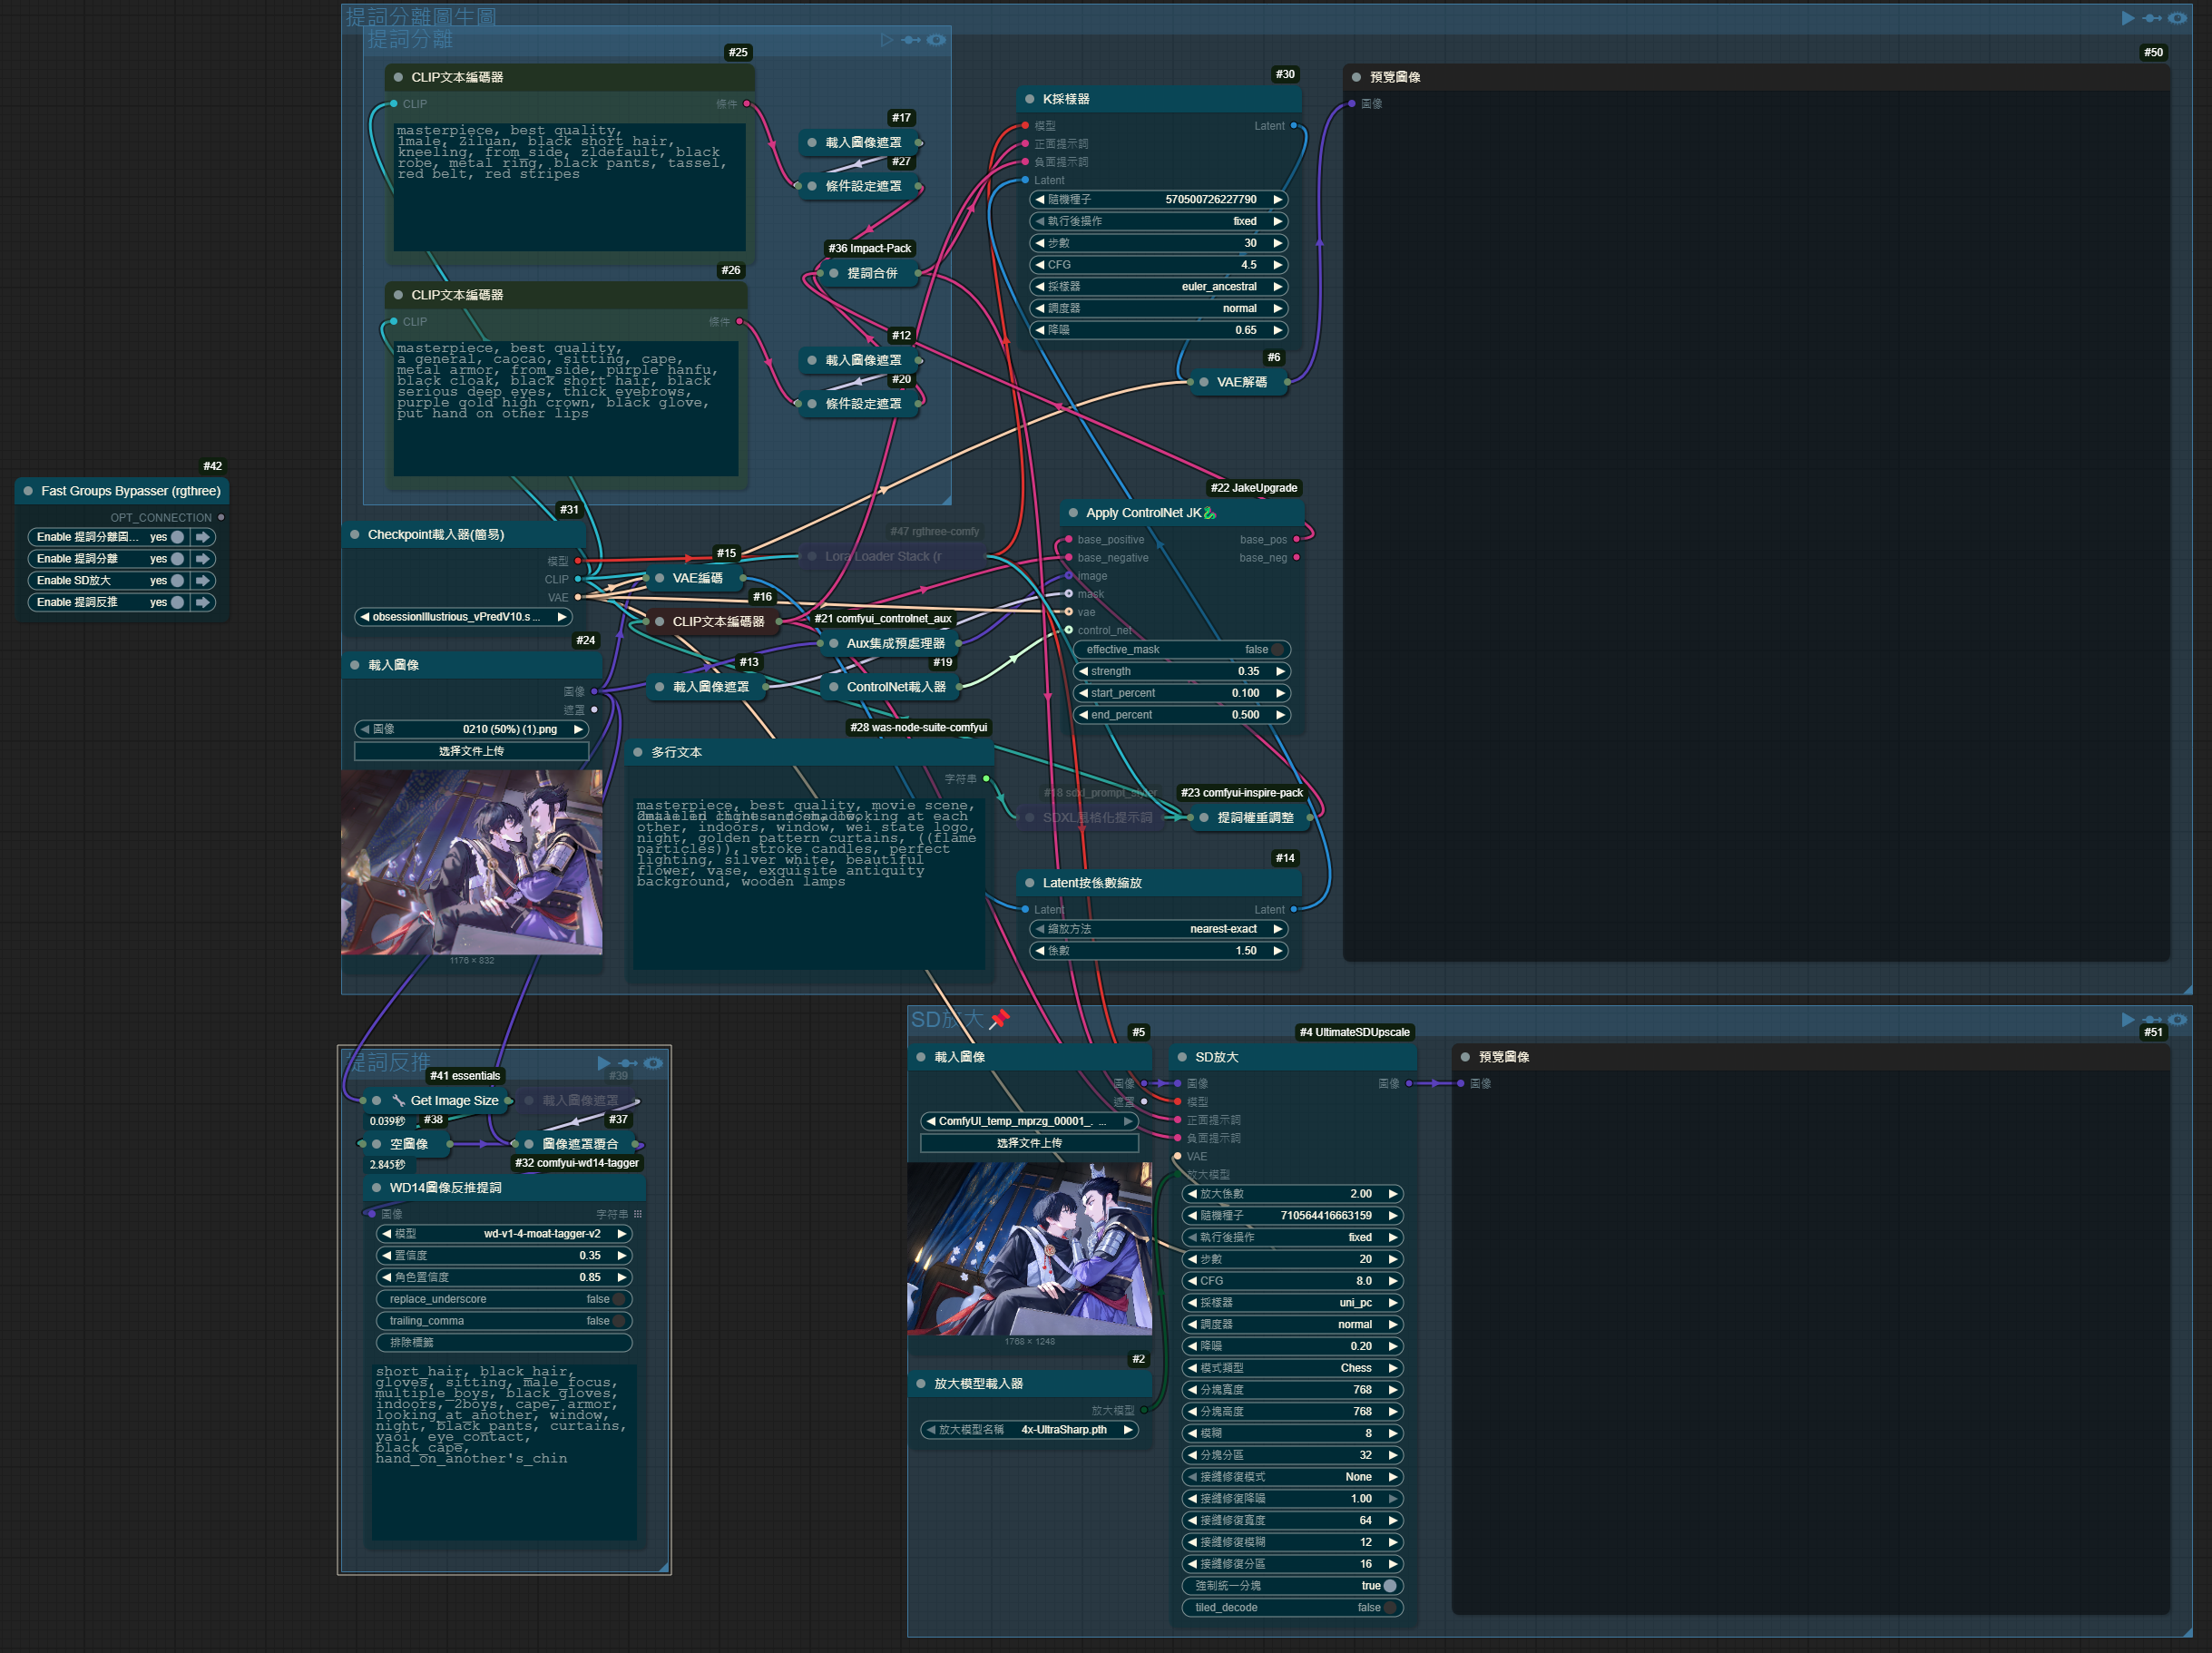 提詞分離圖生圖
提詞分離
#25
CLIP文本編碼器
CLIP
條件
masterpiece, best quality,
1male, Ziluan, black short hair,
kneeling, from_side, zldefault, black
robe, metal ring, black pants, tassel,
red belt, red stripes
#26
CLIP文本編碼器
CLIP
條件
masterpiece, best quality,
a general, caocao, sitting, cape,
metal armor, from_side, purple hanfu,
black cloak, black short hair, black
serious deep eyes, thick eyebrows,
purple gold high crown, black glove,
put hand on other lips
#17
載入圖像遮罩
#27
條件設定遮罩
#36 Impact-Pack
提詞合併
#12
載入圖像遮罩
#20
條件設定遮罩
#30
K採樣器
模型
Latent
正面提示詞
負面提示詞
Latent
隨機種子 570500726227790
執行後操作 fixed
步數 30
CFG 4.5
採樣器 euler_ancestral
調度器 normal
降噪 0.65
#6
VAE解碼
#50
預覽圖像
圖像
#42
Fast Groups Bypasser (rgthree)
OPT_CONNECTION
Enable 提詞分離圖... yes
Enable 提詞分離 yes
Enable SD放大 yes
Enable 提詞反推 yes
#31
Checkpoint載入器(簡易)
模型
CLIP
VAE
obsessionIllustrious_vPredV10.s ...
#24
載入圖像
圖像
遮罩
圖像 0210 (50%) (1).png
选择文件上传
1176 × 832
#15
VAE編碼
#16
CLIP文本編碼器
#47 rgthree-comfy
Lora Loader Stack (r
#21 comfyui_controlnet_aux
Aux集成預處理器
#13
載入圖像遮罩
#19
ControlNet載入器
#22 JakeUpgrade
Apply ControlNet JK🐉
base_positive base_pos
base_negative base_neg
image
mask
vae
control_net
effective_mask false
strength 0.35
start_percent 0.100
end_percent 0.500
#28 was-node-suite-comfyui
多行文本
字符串
masterpiece, best quality, movie scene,
looking at each
other, indoors, window, wei state logo,
night, golden pattern curtains, ((flame
particles)), stroke candles, perfect
lighting, silver white, beautiful
flower, vase, exquisite antiquity
background, wooden lamps
#18 sdxl_prompt_styler
SDXL風格化提示詞
#23 comfyui-inspire-pack
提詞權重調整
#14
Latent按係數縮放
Latent Latent
縮放方法 nearest-exact
係數 1.50
提詞反推
#41 essentials
🔧 Get Image Size
0.039秒
#39
載入圖像遮罩
#38
空圖像
2.845秒
#37
圖像遮罩覆合
#32 comfyui-wd14-tagger
WD14圖像反推提詞
圖像 字符串
模型 wd-v1-4-moat-tagger-v2
置信度 0.35
角色置信度 0.85
replace_underscore false
trailing_comma false
排除標籤
short_hair, black_hair,
gloves, sitting, male_focus,
multiple_boys, black_gloves,
indoors, 2boys, cape, armor,
looking_at_another, window,
night, black_pants, curtains,
yaoi, eye_contact,
black_cape,
hand_on_another's_chin
SD放大📌
#5
載入圖像
圖像
遮罩
ComfyUI_temp_mprzg_00001_. ...
选择文件上传
1768 × 1248
#2
放大模型載入器
放大模型
放大模型名稱 4x-UltraSharp.pth
#4 UltimateSDUpscale
SD放大
圖像 圖像
模型
正面提示詞
負面提示詞
VAE
放大模型
放大係數 2.00
隨機種子 710564416663159
執行後操作 fixed
步數 20
CFG 8.0
採樣器 uni_pc
調度器 normal
降噪 0.20
模式類型 Chess
分塊寬度 768
分塊高度 768
模糊 8
分塊分區 32
接縫修復模式 None
接縫修復降噪 1.00
接縫修復寬度 64
接縫修復模糊 12
接縫修復分區 16
強制統一分塊 true
tiled_decode false
#51
預覽圖像
圖像